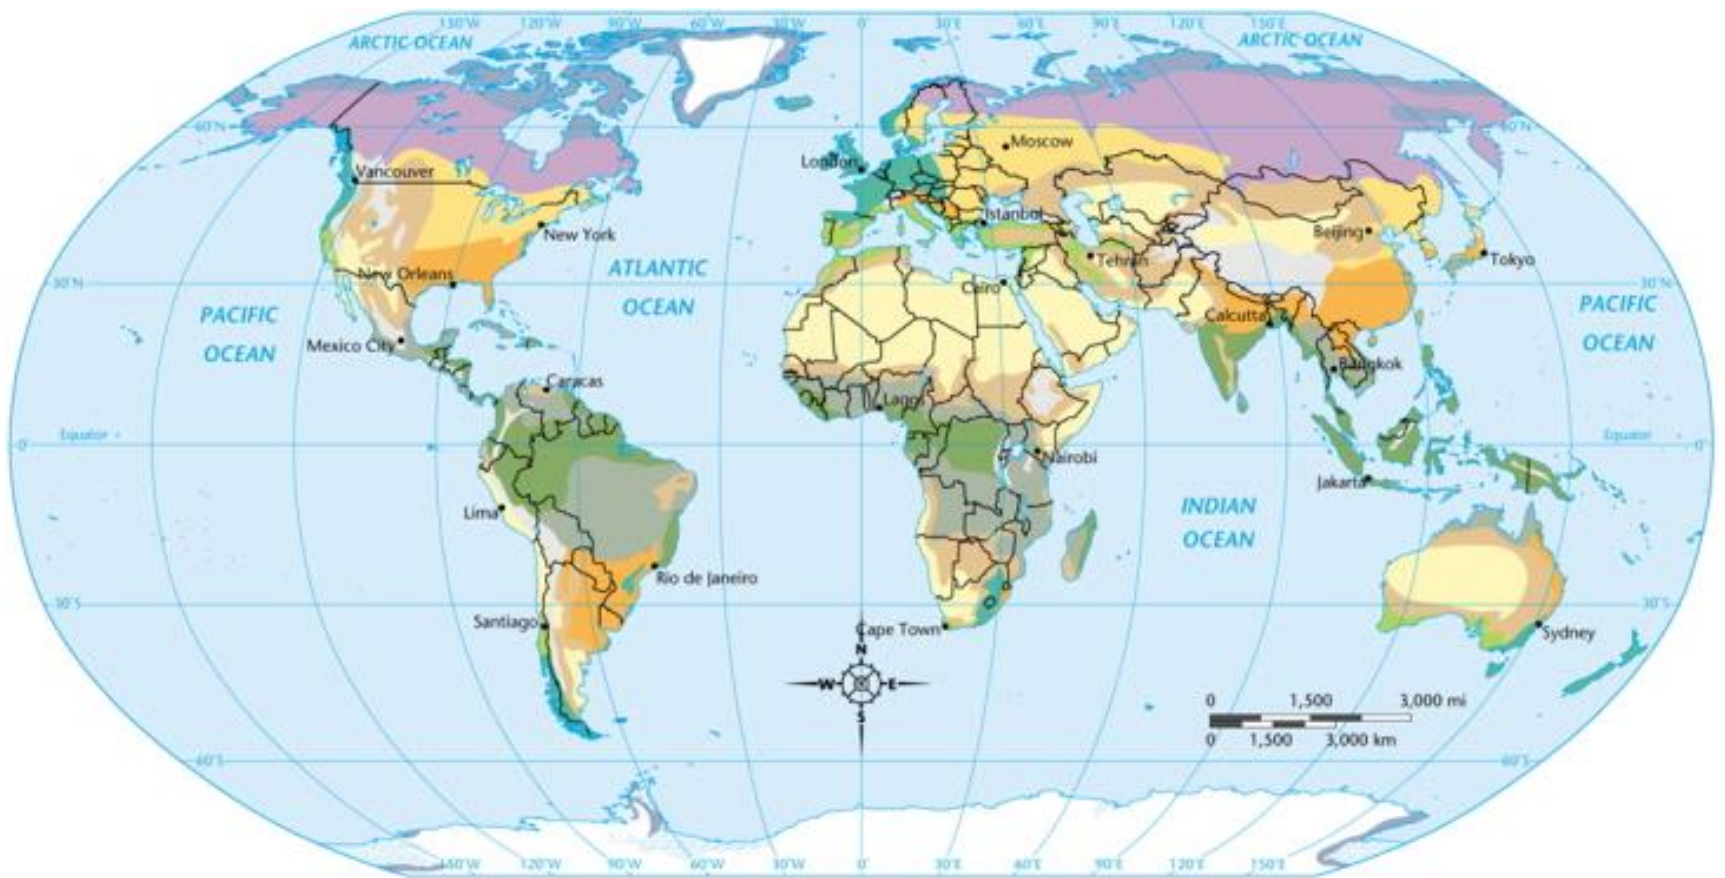 150°W 120°W 90°W 60°W 30°W 0° 30°E 60°E 90°E 120°E 150°E
ARCTIC OCEAN
ARCTIC OCEAN
60°N
60°N
Moscow
London
Vancouver
Istanbul
New York
Beijing
Tehran
Tokyo
ATLANTIC
OCEAN
New Orleans
30°N
30°N
Cairo
PACIFIC
OCEAN
PACIFIC
OCEAN
Calcutta
Mexico City
Bangkok
Caracas
Lagos
Equator
Equator
0°
0°
Nairobi
Jakarta
Lima
INDIAN
OCEAN
Rio de Janeiro
30°S
30°S
Santiago
Cape Town
Sydney
N
W E
S
0 1,500 3,000 mi
0 1,500 3,000 km
60°S
60°S
150°W 120°W 90°W 60°W 30°W 0° 30°E 60°E 90°E 120°E 150°E